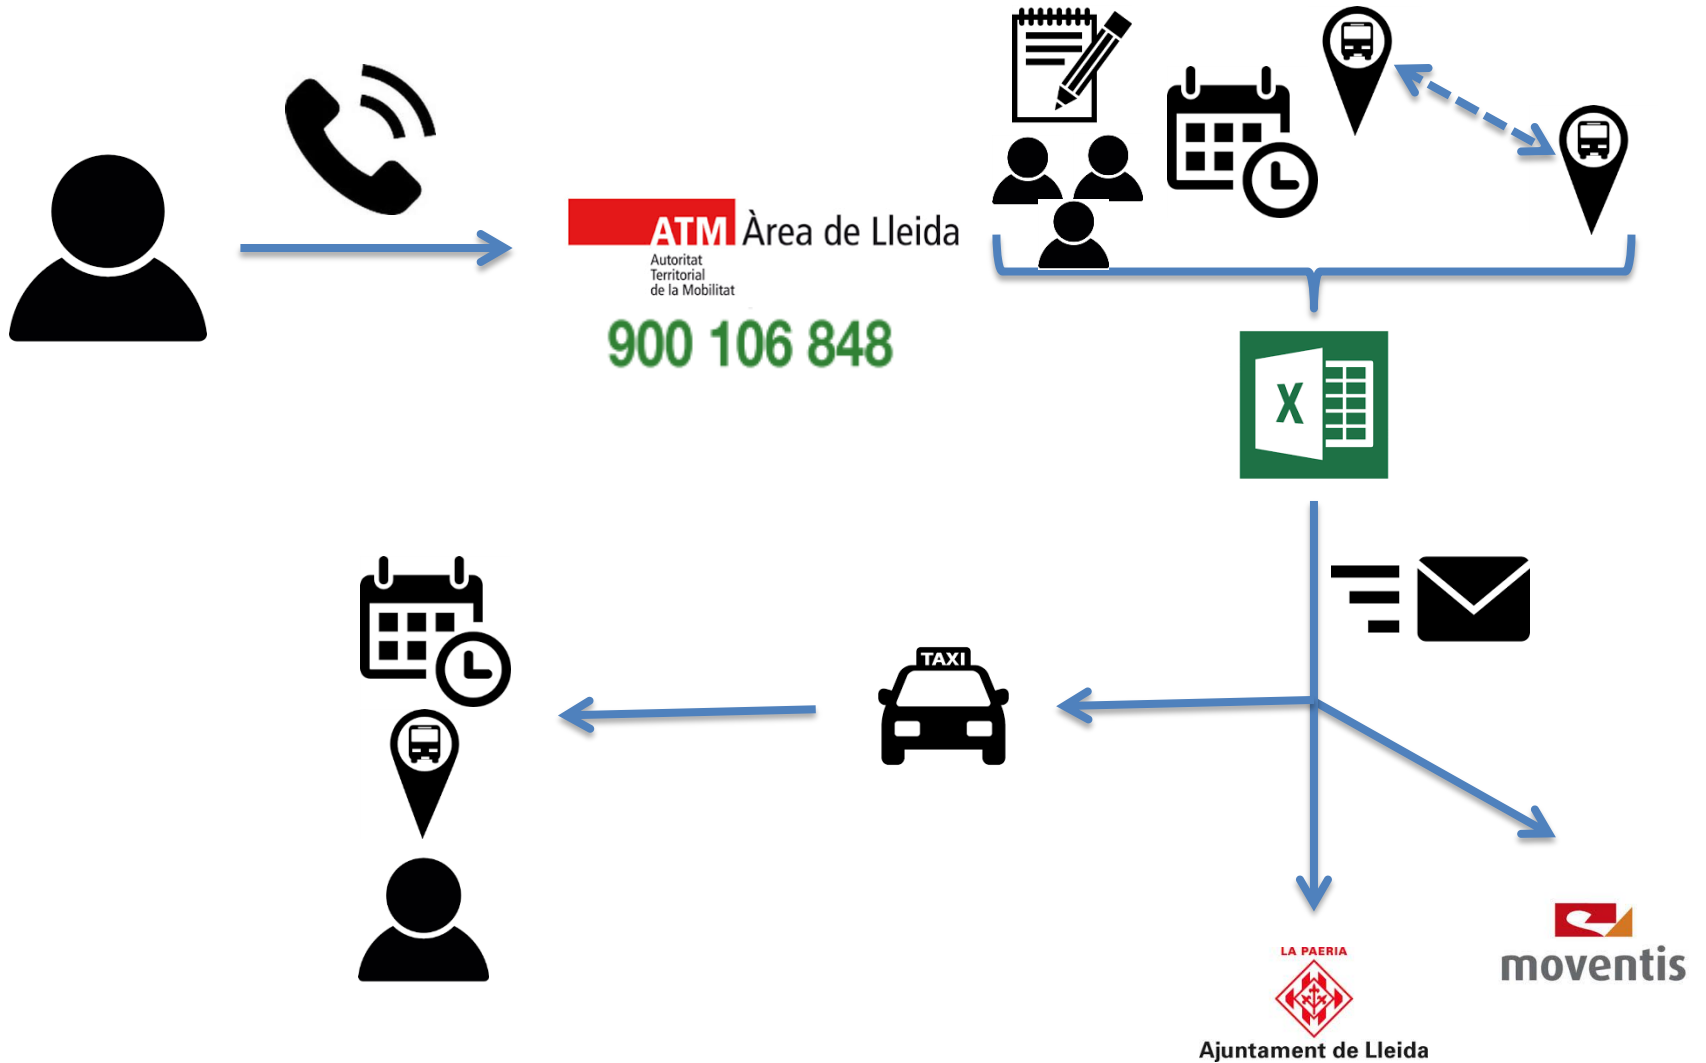 ATM Àrea de Lleida
Autoritat
Territorial
de la Mobilitat
900 106 848
X
TAXI
moventis
LA PAERIA
Ajuntament de Lleida